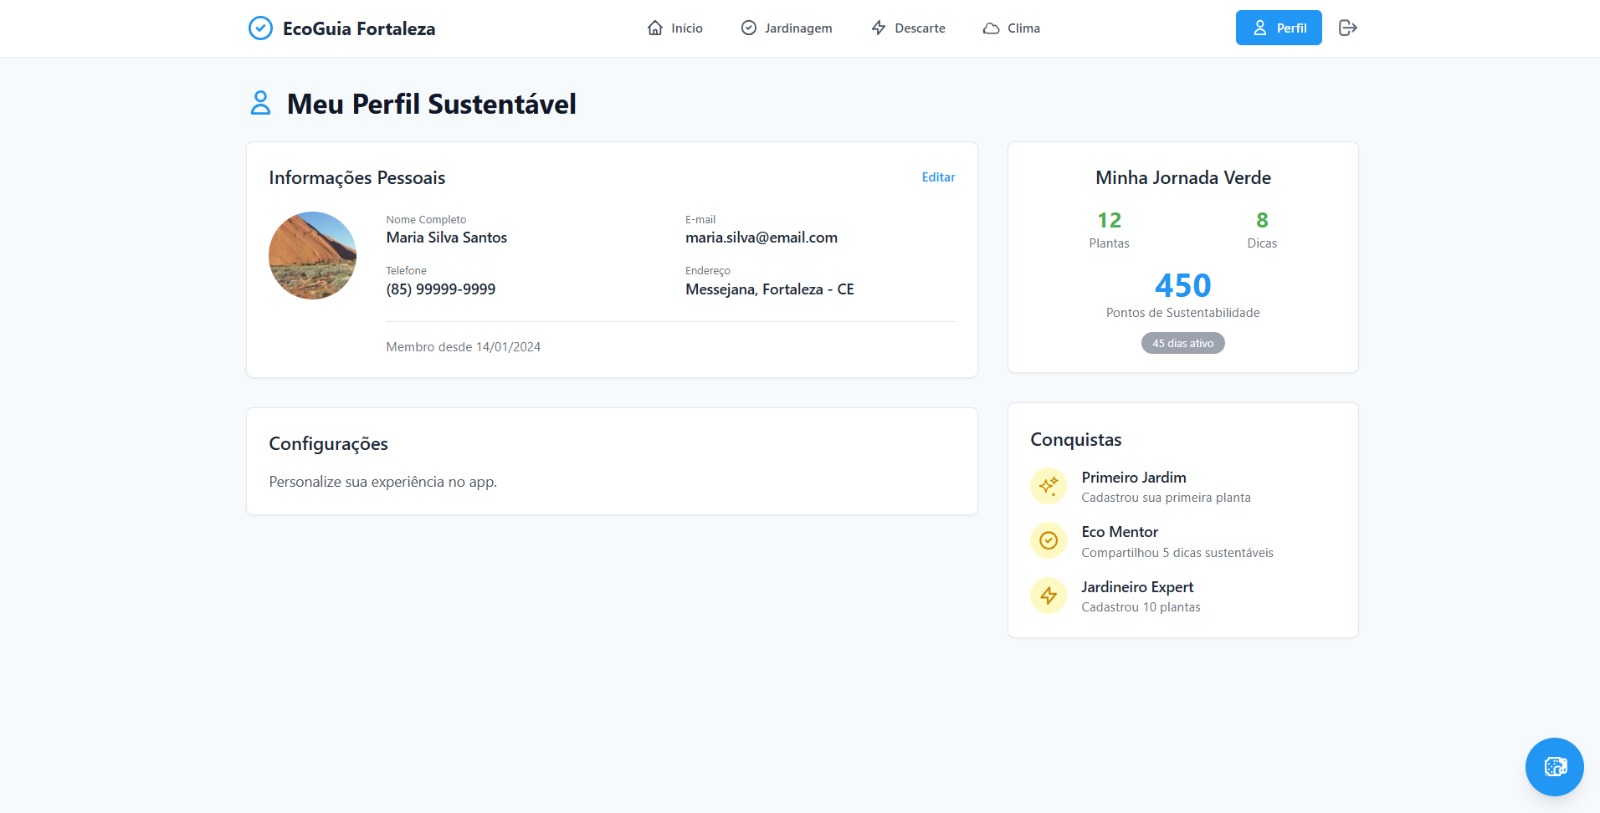 EcoGuia Fortaleza
Início
Jardinagem
Descarte
Clima
Perfil
Meu Perfil Sustentável
Informações Pessoais
Editar
Nome Completo
Maria Silva Santos
E-mail
maria.silva@email.com
Telefone
(85) 99999-9999
Endereço
Messejana, Fortaleza - CE
Membro desde 14/01/2024
Configurações
Personalize sua experiência no app.
Minha Jornada Verde
12
Plantas
8
Dicas
450
Pontos de Sustentabilidade
45 dias ativo
Conquistas
Primeiro Jardim
Cadastrou sua primeira planta
Eco Mentor
Compartilhou 5 dicas sustentáveis
Jardineiro Expert
Cadastrou 10 plantas